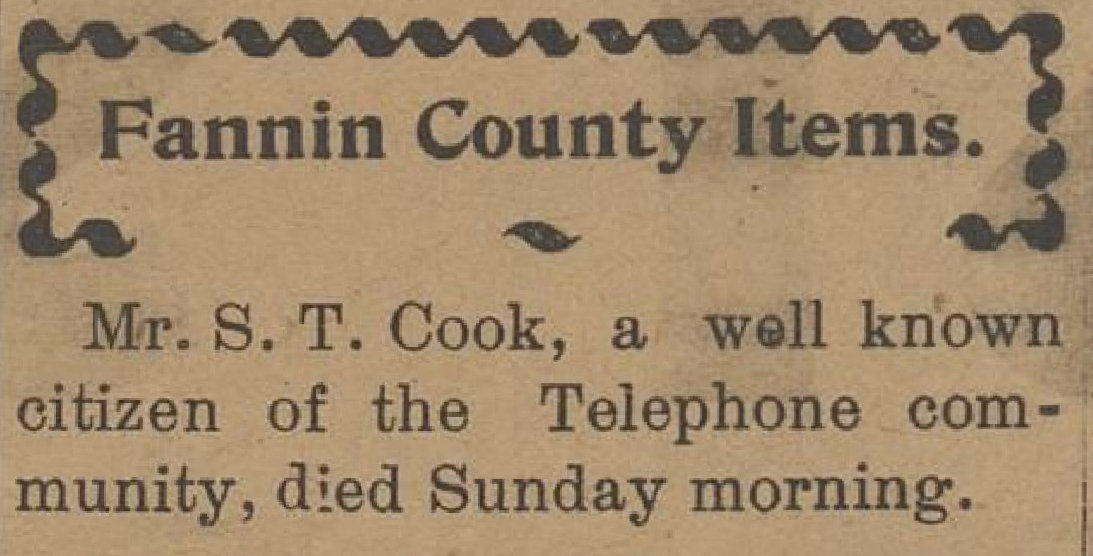 Fannin County Items.
Mr. S. T. Cook, a well known
citizen of the Telephone com-
munity, died Sunday morning.